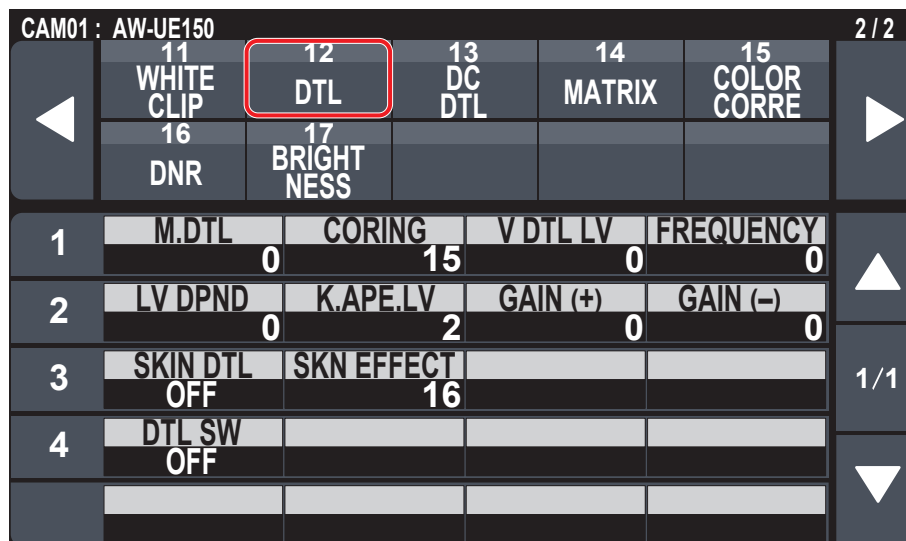 CAM01 : AW-UE150 2 / 2
11 12 13 14 15
WHITE CLIP DTL DC DTL MATRIX COLOR CORRE
16 17
DNR BRIGHT NESS
1 M.DTL CORING V DTL LV FREQUENCY
0 15 0 0
2 LV DPND K.APE.LV GAIN (+) GAIN (–)
0 2 0 0
3 SKIN DTL SKN EFFECT 1/1
OFF 16
4 DTL SW
OFF